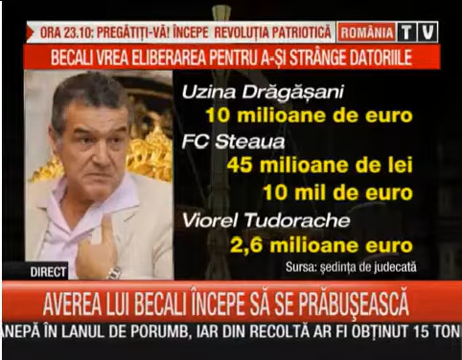 ORA 23.10: PREGĂTIȚI-VĂ! ÎNCEPE REVOLUȚIA PATRIOTICĂ
ROMÂNIA TV
BECALI VREA ELIBERAREA PENTRU A-ȘI STRÂNGE DATORIILE
Uzina Drăgășani
10 milioane de euro
FC Steaua
45 milioane de lei
10 mil de euro
Viorel Tudorache
2,6 milioane euro
Sursa: ședința de judecată
DIRECT
AVEREA LUI BECALI ÎNCEPE SĂ SE PRĂBUȘEASCĂ
ANEPĂ ÎN LANUL DE PORUMB, IAR DIN RECOLTĂ AR FI OBȚINUT 15 TON